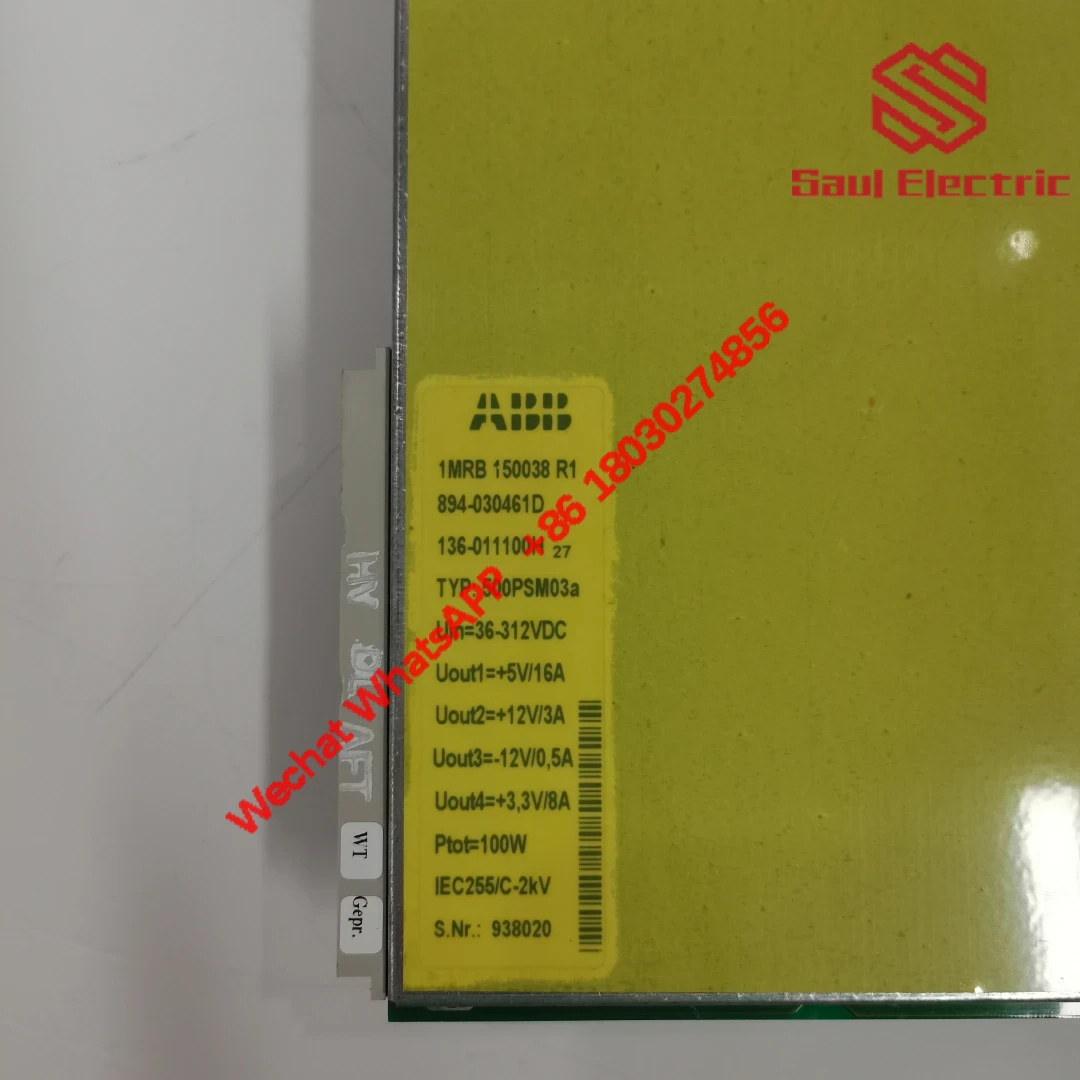 Saul Electric
ABB
1MRB 150038 R1
894-030461D
136-011100H 27
TYP. 500PSM03a
Uin=36-312VDC
Uout1=+5V/16A
Uout2=+12V/3A
Uout3=-12V/0,5A
Uout4=+3,3V/8A
Ptot=100W
IEC255/C-2kV
S.Nr.: 938020
Wechat WhatsAPP +86 18030274856
WT
Gepr.